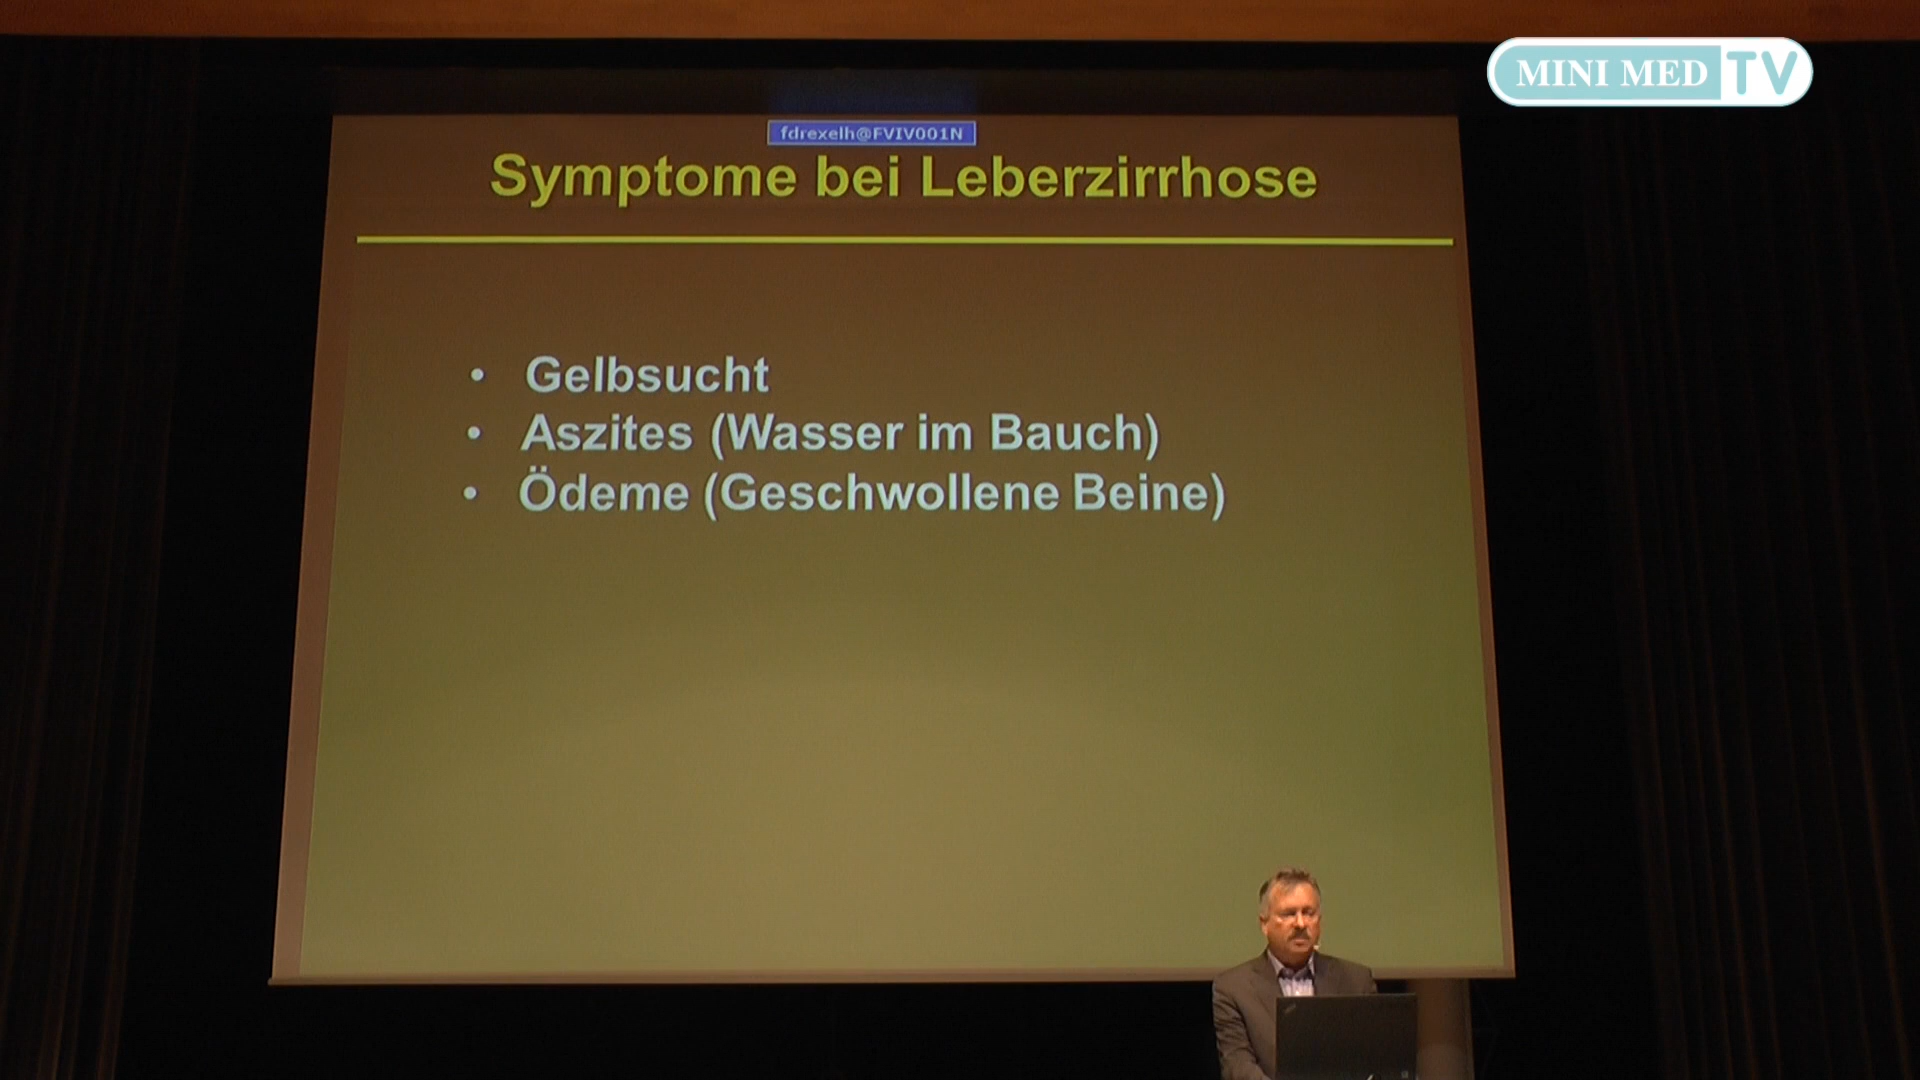 MINI MED TV
fdrexelh@FVIV001N
Symptome bei Leberzirrhose
• Gelbsucht
• Aszites (Wasser im Bauch)
• Ödeme (Geschwollene Beine)